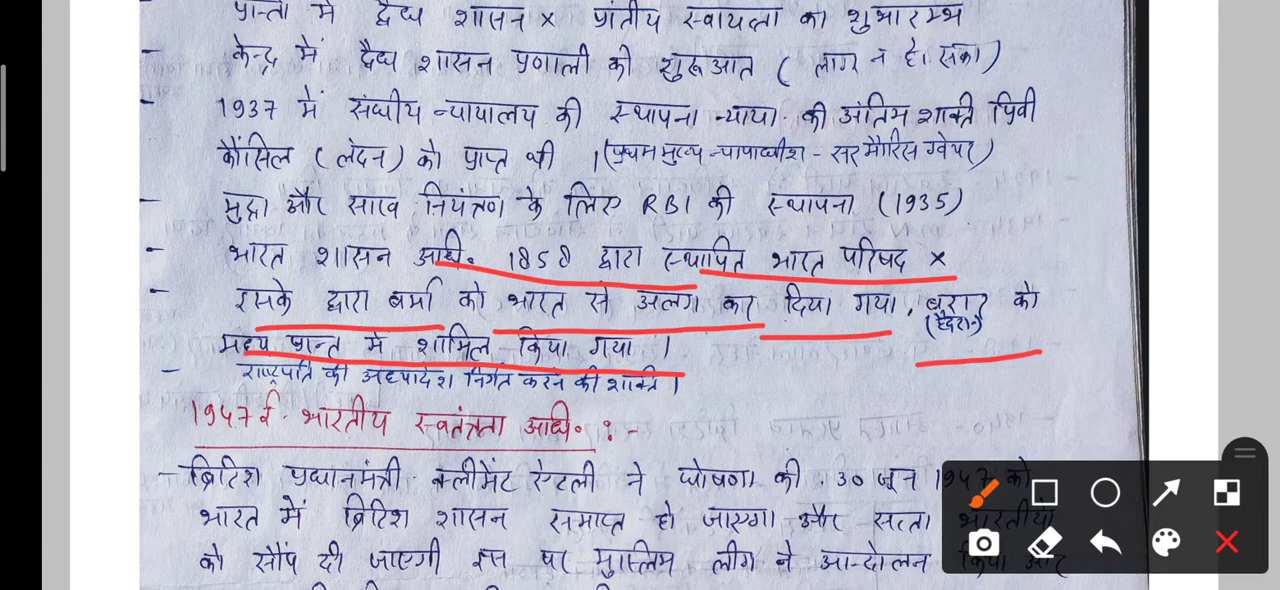 प्रान्तों में द्वैध शासन × प्रांतीय स्वायत्ता का शुभारम्भ
- केन्द्र में द्वैध शासन प्रणाली की शुरूआत ( लागू न हो सका)
- 1937 में संघीय न्यायालय की स्थापना न्याया. की अंतिम शाक्ति प्रिवी
कौंसिल (लंदन) को प्राप्त थी । (प्रथम मुख्य न्यायाधीश - सर मौरिस ग्वेयर)
- मुद्रा और साख नियंत्रण के लिए RBI की स्थापना (1935)
- भारत शासन अधि. 1858 द्वारा स्थापित भारत परिषद ×
- इसके द्वारा बर्मा को भारत से अलग कर दिया गया, बरार को
(हैदरा.)
मध्य प्रान्त में शामिल किया गया ।
- राष्ट्रपति की अध्यादेश निर्गत करने की शाक्ति ।
1947 ई. भारतीय स्वतंत्रता अधि. :-
- ब्रिटिश प्रधानमंत्री क्लीमेंट ऐटली ने घोषणा की . 30 जून 1947 को
भारत में ब्रिटिश शासन समाप्त हो जाएगा और सत्ता भारतीयो
को सौंप दी जाएगी इस पर मुस्लिम लीग ने आन्दोलन किया और